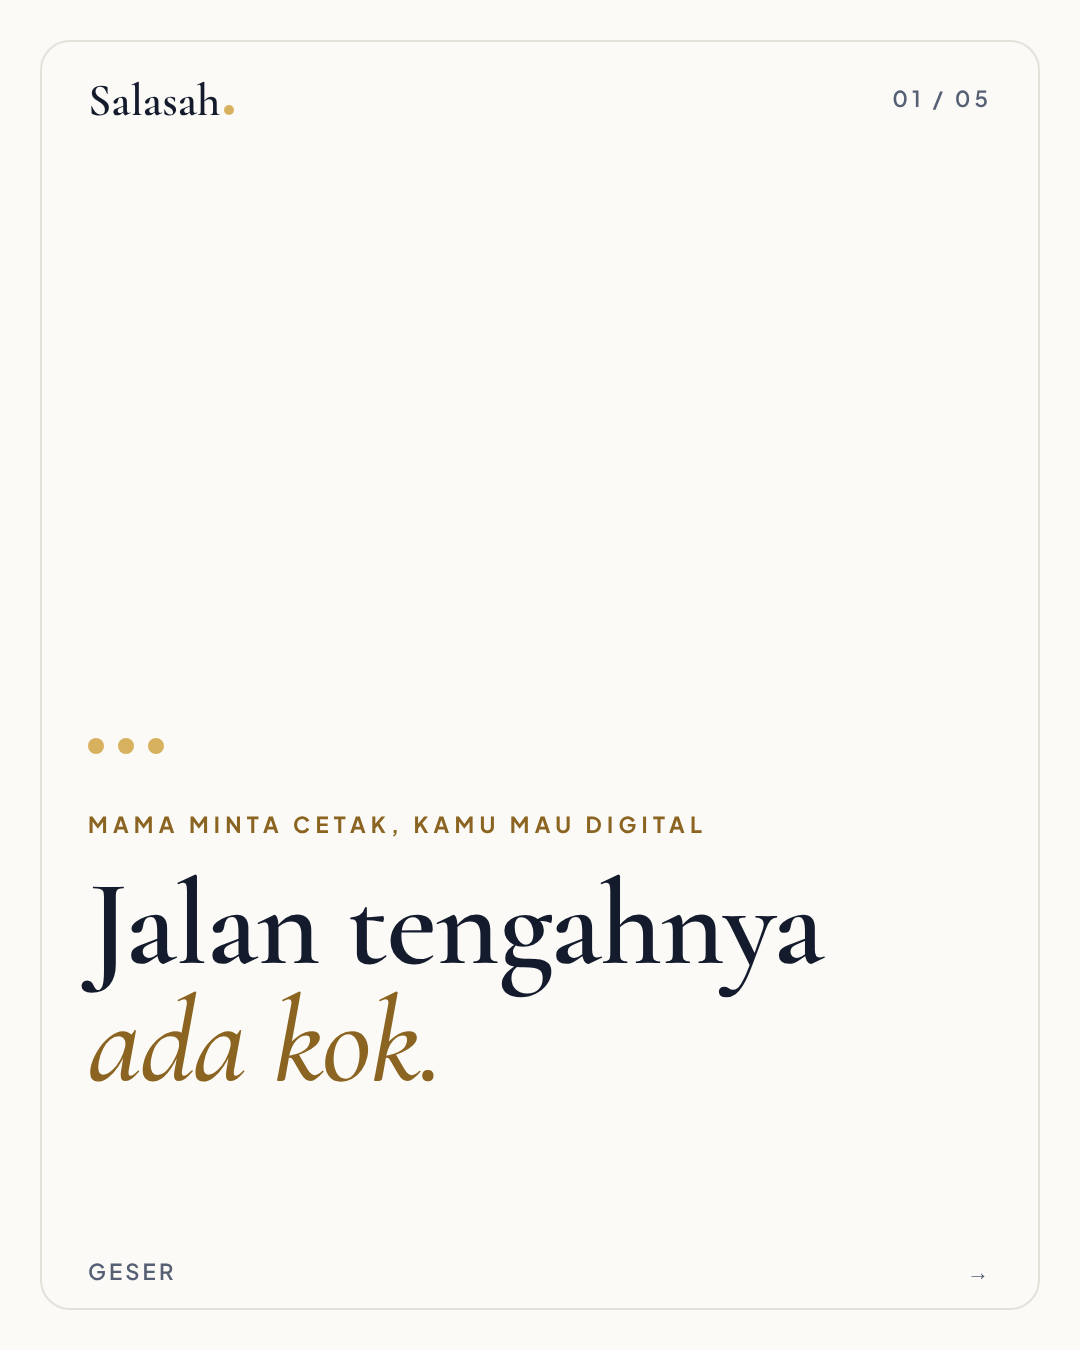 Salasah.
01 / 05
MAMA MINTA CETAK, KAMU MAU DIGITAL
Jalan tengahnya
ada kok.
GESER →